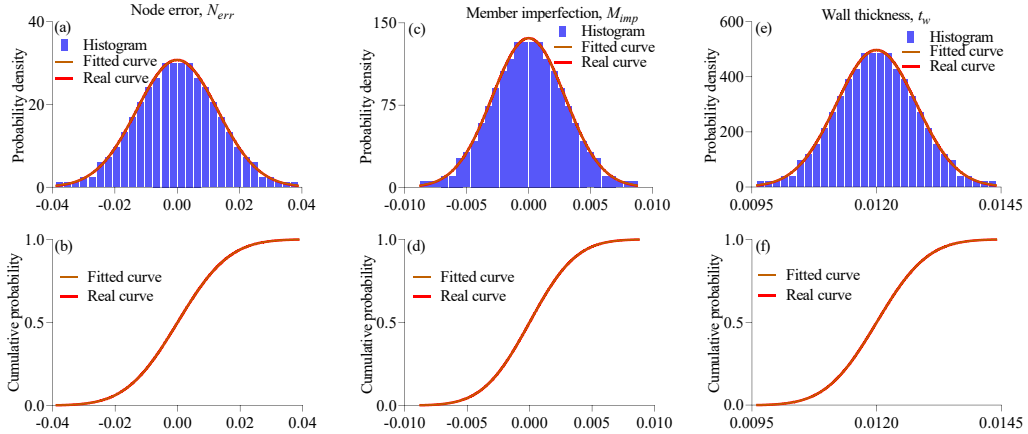 Node error, N_err
(a)
Histogram
Fitted curve
Real curve
Probability density
40
20
0
-0.04
-0.02
0.00
0.02
0.04
Member imperfection, M_imp
(c)
Histogram
Fitted curve
Real curve
Probability density
150
75
0
-0.010
-0.005
0.000
0.005
0.010
Wall thickness, t_w
(e)
Histogram
Fitted curve
Real curve
Probability density
600
400
200
0
0.0095
0.0120
0.0145
(b)
Fitted curve
Real curve
Cumulative probability
1.0
0.5
0.0
-0.04
-0.02
0.00
0.02
0.04
(d)
Fitted curve
Real curve
Cumulative probability
1.0
0.5
0.0
-0.010
-0.005
0.000
0.005
0.010
(f)
Fitted curve
Real curve
Cumulative probability
1.0
0.5
0.0
0.0095
0.0120
0.0145